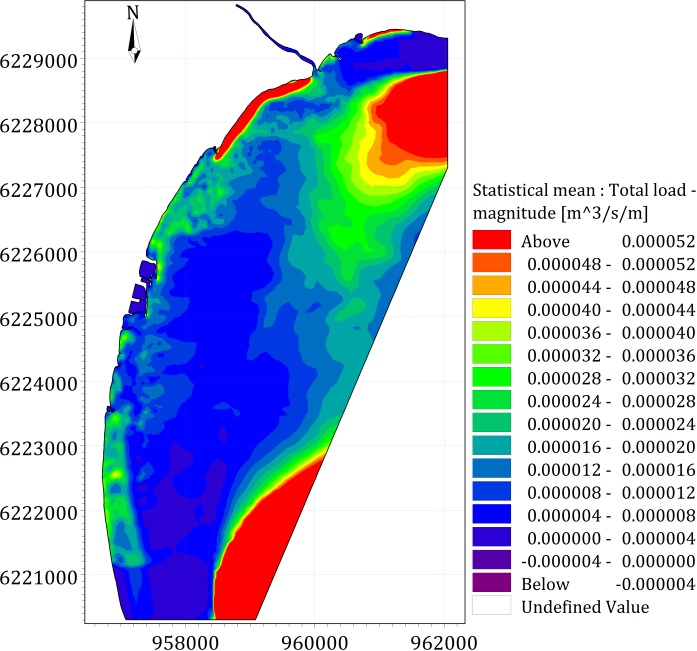 N
6229000
6228000
6227000
6226000
6225000
6224000
6223000
6222000
6221000
958000 960000 962000
Statistical mean : Total load -
magnitude [m^3/s/m]
Above 0.000052
0.000048 - 0.000052
0.000044 - 0.000048
0.000040 - 0.000044
0.000036 - 0.000040
0.000032 - 0.000036
0.000028 - 0.000032
0.000024 - 0.000028
0.000020 - 0.000024
0.000016 - 0.000020
0.000012 - 0.000016
0.000008 - 0.000012
0.000004 - 0.000008
0.000000 - 0.000004
-0.000004 - 0.000000
Below -0.000004
Undefined Value